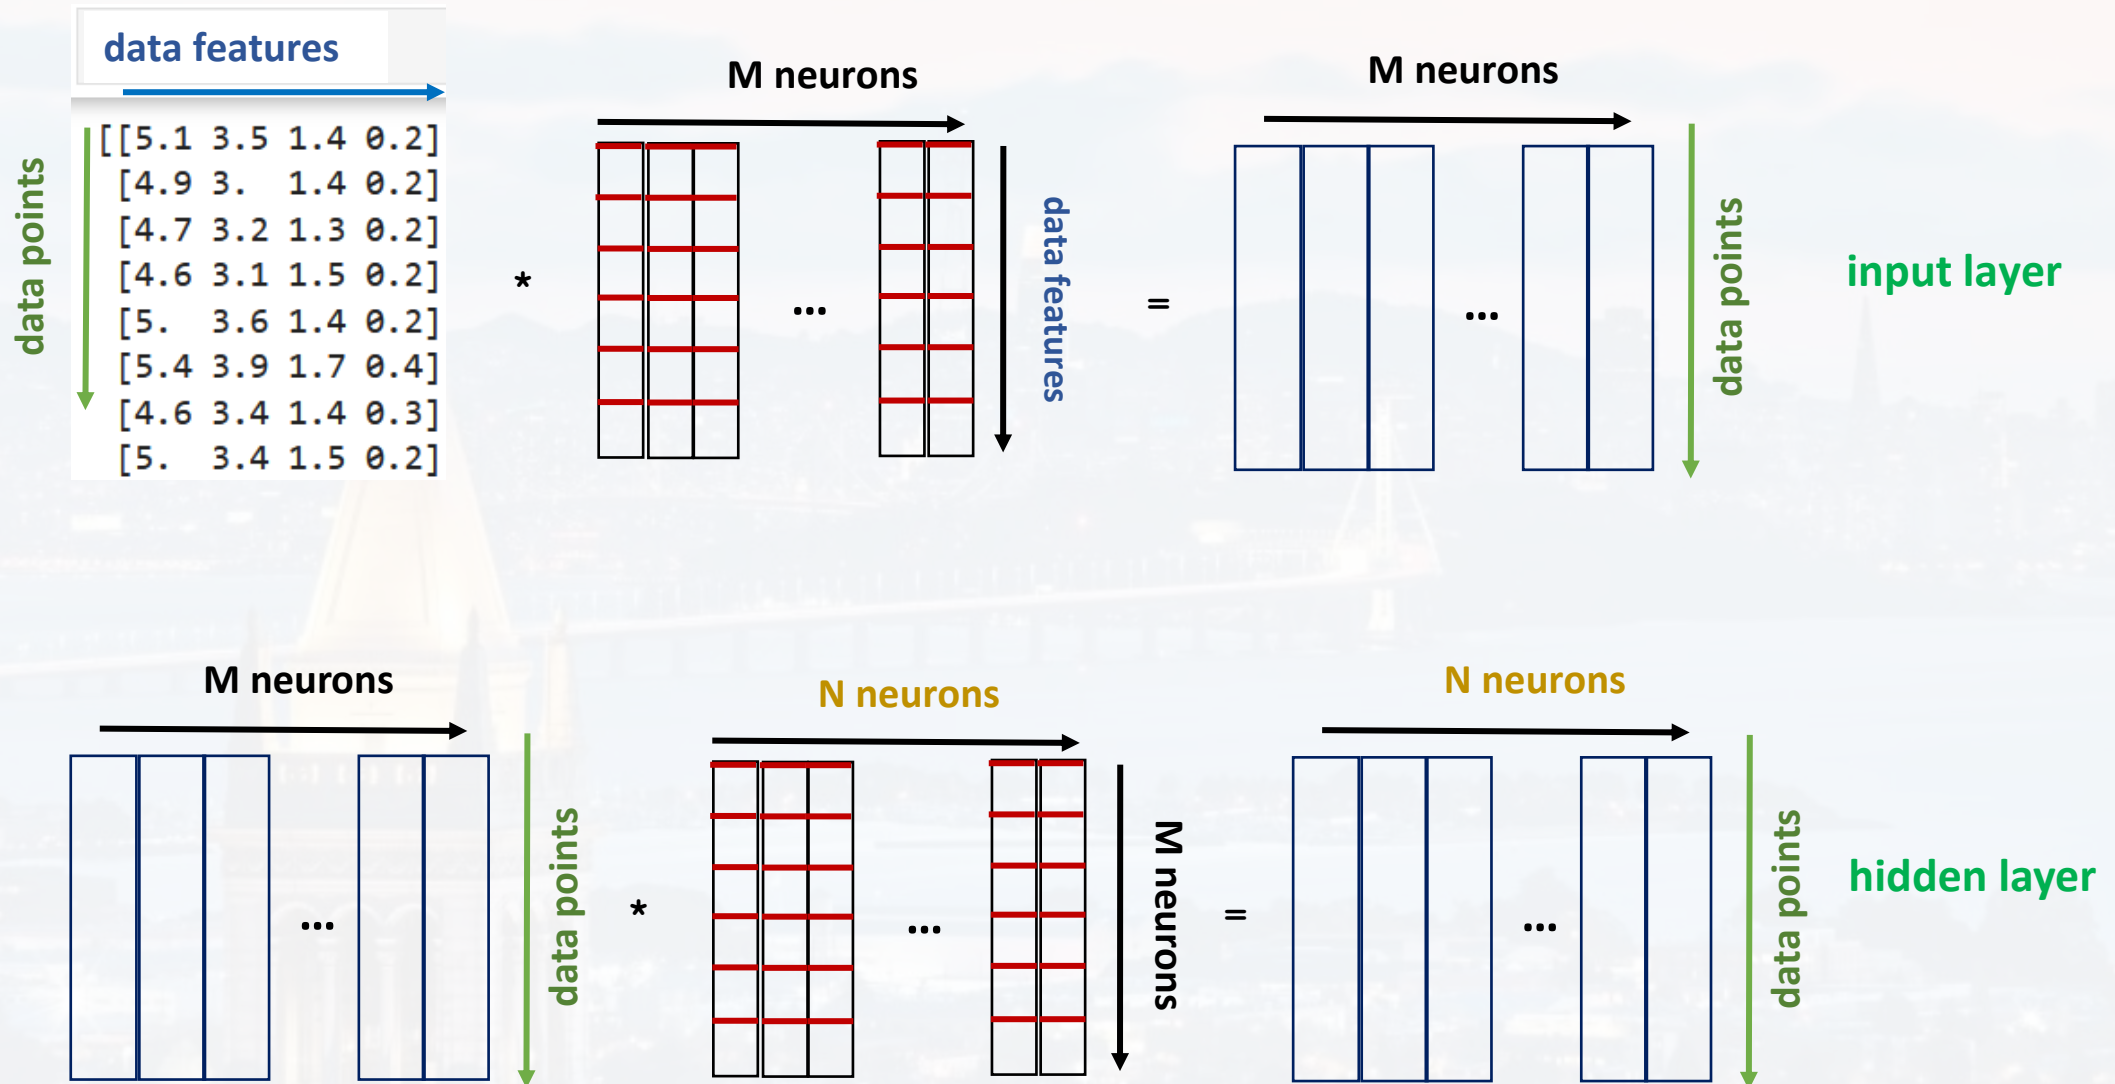 data features
data points
[[5.1 3.5 1.4 0.2]
[4.9 3. 1.4 0.2]
[4.7 3.2 1.3 0.2]
[4.6 3.1 1.5 0.2]
[5. 3.6 1.4 0.2]
[5.4 3.9 1.7 0.4]
[4.6 3.4 1.4 0.3]
[5. 3.4 1.5 0.2]
*
M neurons
...
data features
=
M neurons
...
data points
input layer
M neurons
...
data points
*
N neurons
...
M neurons
=
N neurons
...
data points
hidden layer